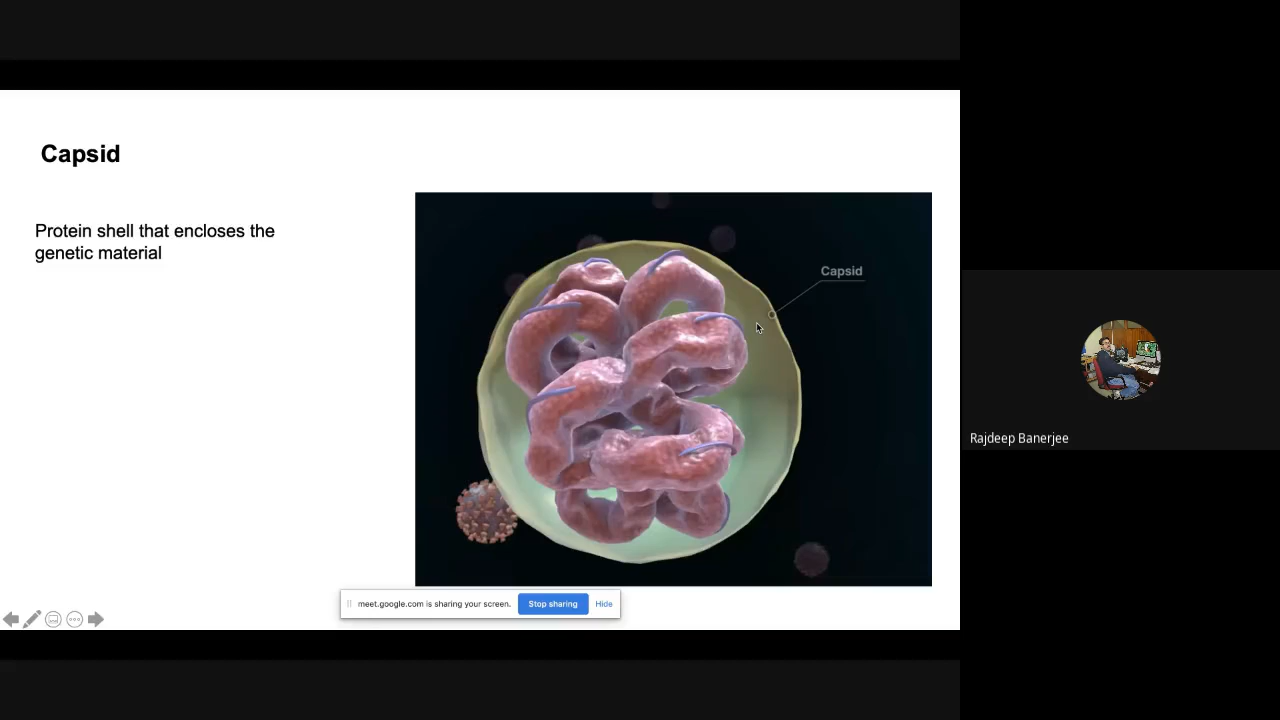 Capsid
Protein shell that encloses the
genetic material
Capsid
Rajdeep Banerjee
meet.google.com is sharing your screen. Stop sharing Hide